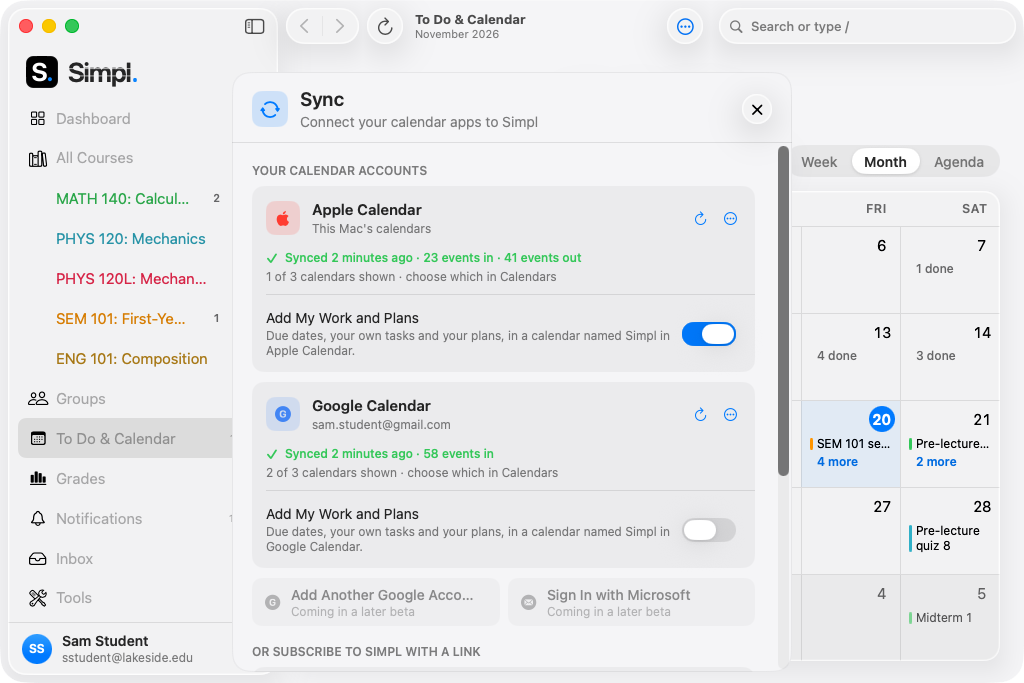 To Do & Calendar
November 2026
Search or type /
S.
Simpl.
Dashboard
All Courses
MATH 140: Calcul... 2
PHYS 120: Mechanics
PHYS 120L: Mechan...
SEM 101: First-Ye... 1
ENG 101: Composition
Groups
To Do & Calendar
Grades
Notifications
Inbox
Tools
SS
Sam Student
sstudent@lakeside.edu
Sync
Connect your calendar apps to Simpl
YOUR CALENDAR ACCOUNTS
Apple Calendar
This Mac's calendars
Synced 2 minutes ago · 23 events in · 41 events out
1 of 3 calendars shown · choose which in Calendars
Add My Work and Plans
Due dates, your own tasks and your plans, in a calendar named Simpl in
Apple Calendar.
G
Google Calendar
sam.student@gmail.com
Synced 2 minutes ago · 58 events in
2 of 3 calendars shown · choose which in Calendars
Add My Work and Plans
Due dates, your own tasks and your plans, in a calendar named Simpl in
Google Calendar.
G
Add Another Google Acco...
Coming in a later beta
Sign In with Microsoft
Coming in a later beta
OR SUBSCRIBE TO SIMPL WITH A LINK
Week Month Agenda
FRI SAT
6 7
1 done
13 14
4 done 3 done
20 21
SEM 101 se... Pre-lecture...
4 more 2 more
27 28
Pre-lecture
quiz 8
4 5
Midterm 1